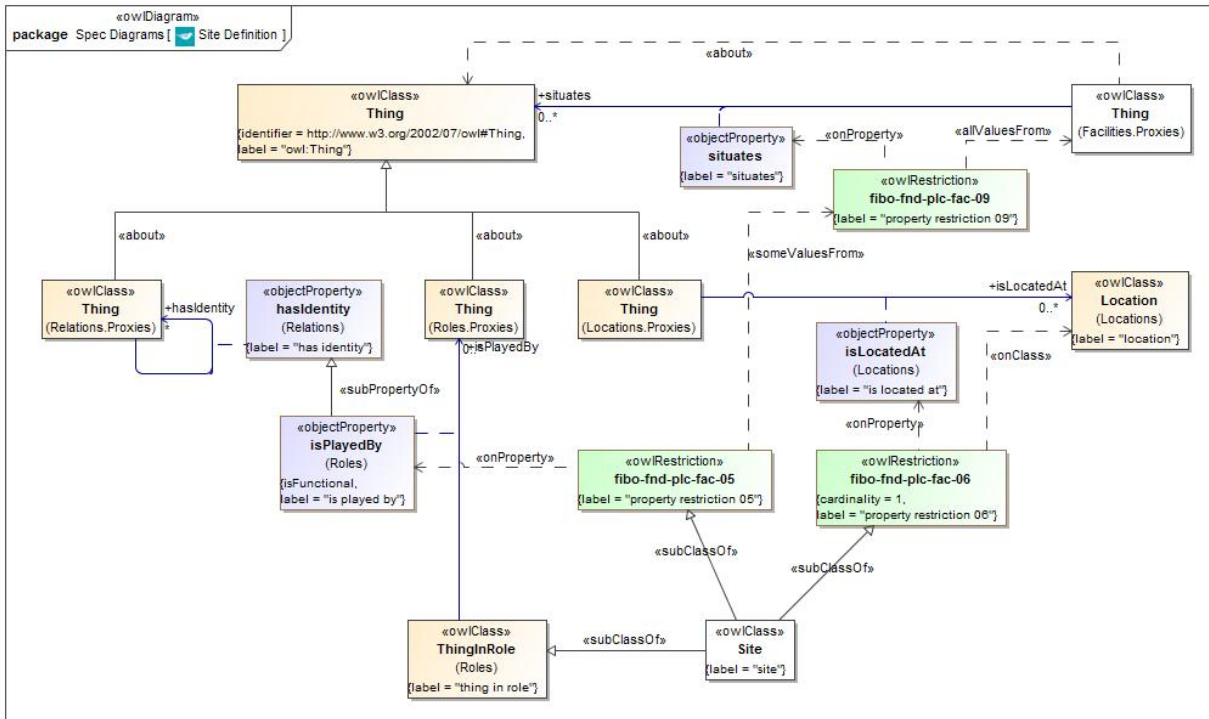 «owlDiagram»
package Spec Diagrams [ Site Definition ]
«about»
«owlClass»
Thing
{identifier = http://www.w3.org/2002/07/owl#Thing,
label = "owl:Thing"}
+situates
0..*
«owlClass»
Thing
(Facilities.Proxies)
«objectProperty»
situates
{label = "situates"}
«onProperty»
«allValuesFrom»
«owlRestriction»
fibo-fnd-plc-fac-09
{label = "property restriction 09"}
«about»
«about»
«about»
«someValuesFrom»
«owlClass»
Thing
(Relations.Proxies)
+hasIdentity
*
«objectProperty»
hasIdentity
(Relations)
{label = "has identity"}
«owlClass»
Thing
(Roles.Proxies)
0..*
+isPlayedBy
«owlClass»
Thing
(Locations.Proxies)
+isLocatedAt
0..*
«owlClass»
Location
(Locations)
{label = "location"}
«objectProperty»
isLocatedAt
(Locations)
{label = "is located at"}
«onClass»
«subPropertyOf»
«onProperty»
«objectProperty»
isPlayedBy
(Roles)
{isFunctional,
label = "is played by"}
«onProperty»
«owlRestriction»
fibo-fnd-plc-fac-05
{label = "property restriction 05"}
«owlRestriction»
fibo-fnd-plc-fac-06
{cardinality = 1,
label = "property restriction 06"}
«subClassOf»
«subClassOf»
«owlClass»
ThingInRole
(Roles)
{label = "thing in role"}
«subClassOf»
«owlClass»
Site
{label = "site"}